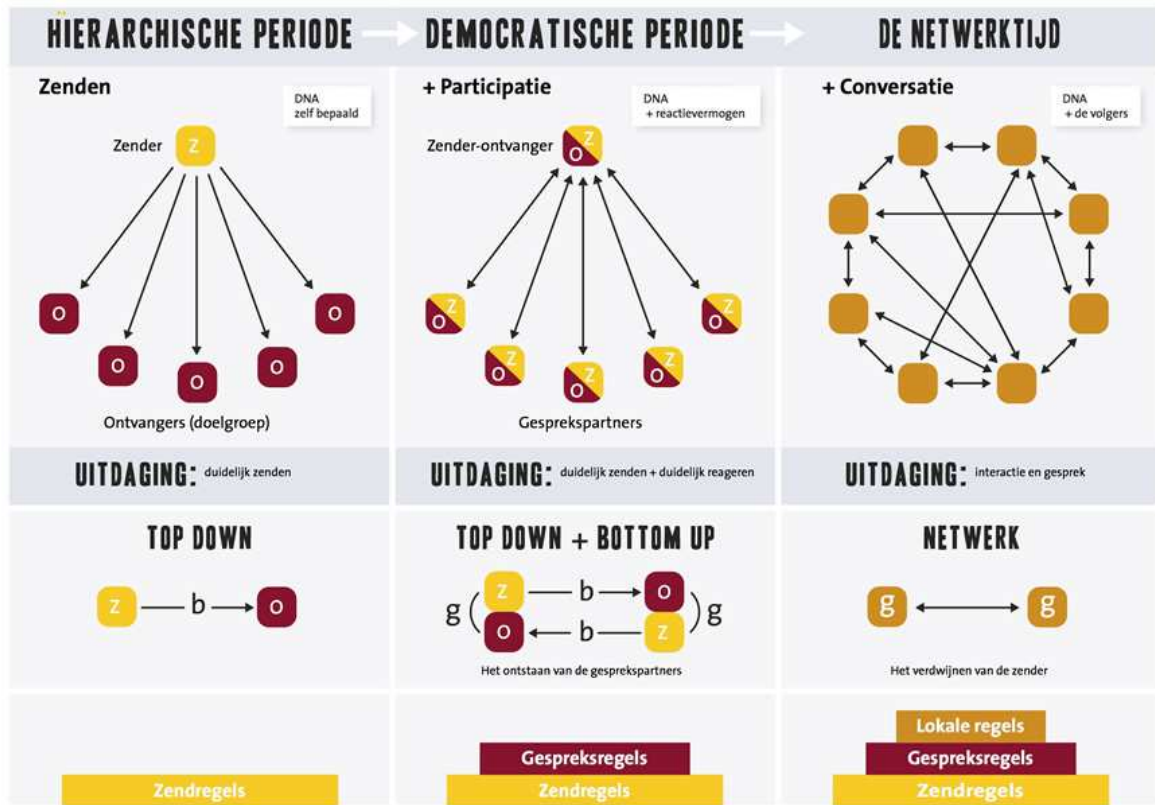 HIERARCHISCHE PERIODE
DEMOCRATISCHE PERIODE
DE NETWERKTIJD
Zenden
DNA
zelf bepaald
Zender
z
o
o
o
o
o
Ontvangers (doelgroep)
+ Participatie
DNA
+ reactievermogen
Zender-ontvanger
z
o
z
o
z
o
z
o
z
o
z
o
Gesprekspartners
+ Conversatie
DNA
+ de volgers
UITDAGING: duidelijk zenden
UITDAGING: duidelijk zenden + duidelijk reageren
UITDAGING: interactie en gesprek
TOP DOWN
z b o
TOP DOWN + BOTTOM UP
z b o
g g
o b z
Het ontstaan van de gesprekspartners
NETWERK
g g
Het verdwijnen van de zender
Zendregels
Gespreksregels
Zendregels
Lokale regels
Gespreksregels
Zendregels